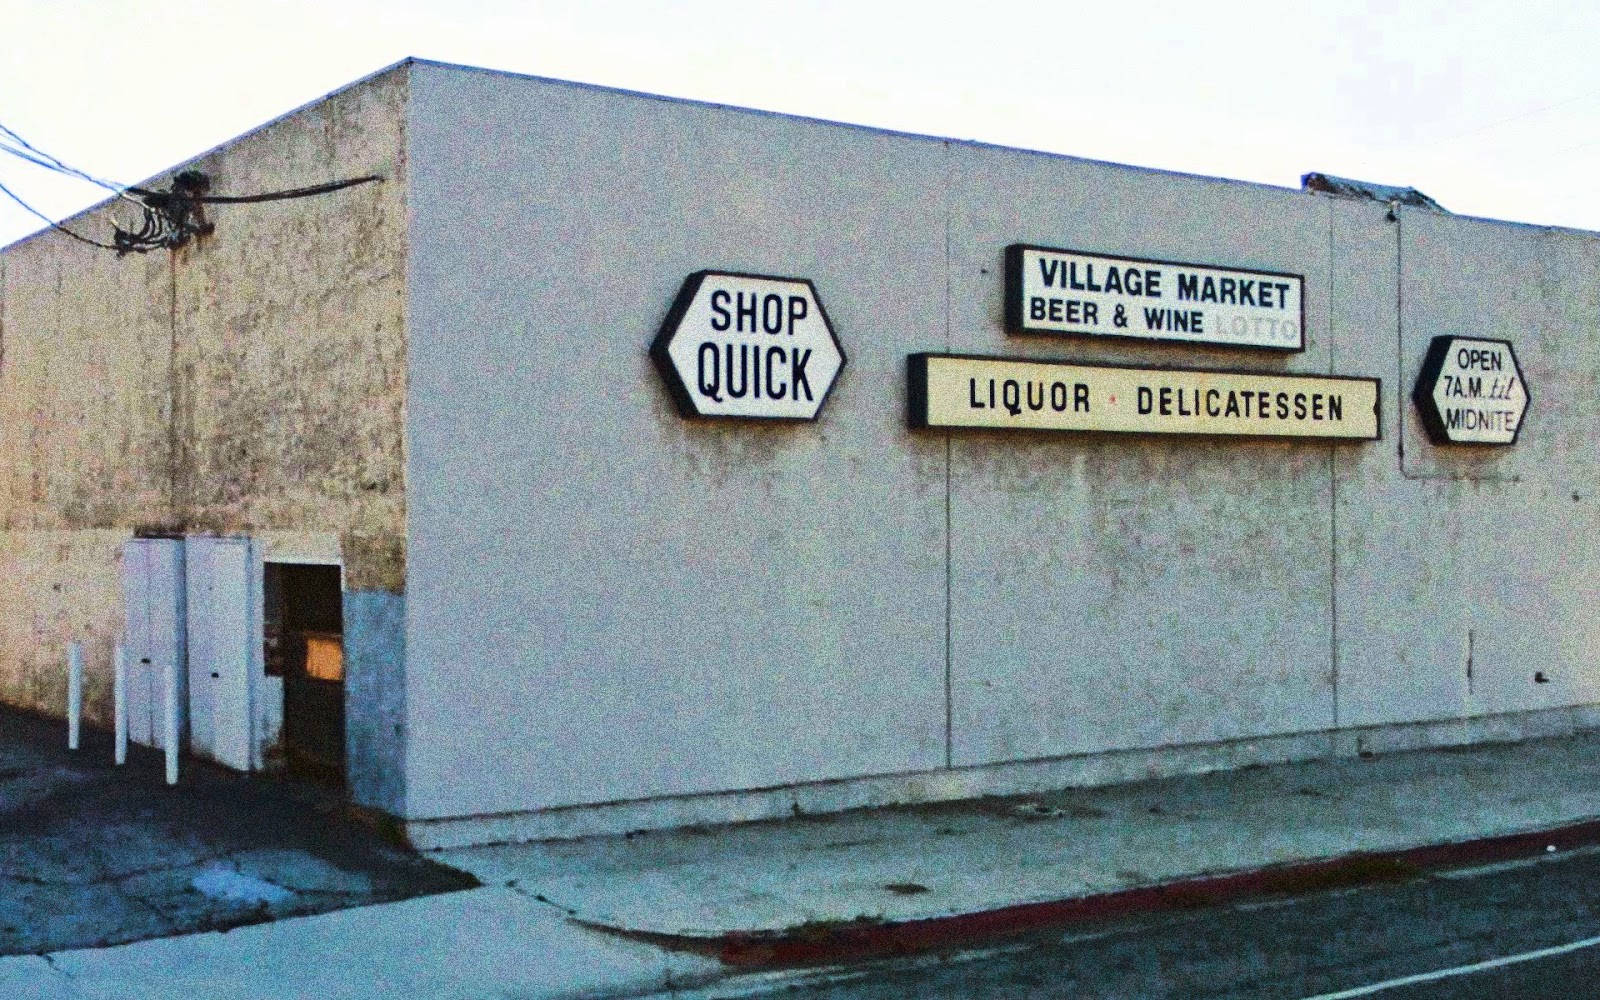 SHOP
QUICK
VILLAGE MARKET
BEER & WINE LOTTO
LIQUOR · DELICATESSEN
OPEN
7A.M. til
MIDNITE